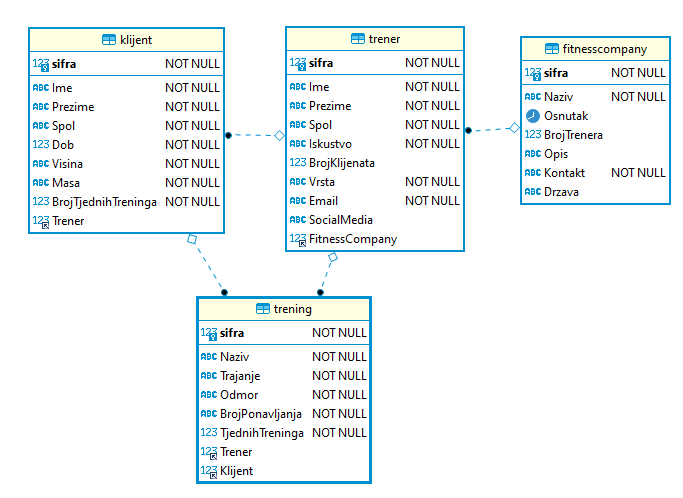 klijent
123 sifra NOT NULL
ABC Ime NOT NULL
ABC Prezime NOT NULL
ABC Spol NOT NULL
123 Dob NOT NULL
ABC Visina NOT NULL
ABC Masa NOT NULL
123 BrojTjednihTreninga NOT NULL
123 Trener
trener
123 sifra NOT NULL
ABC Ime NOT NULL
ABC Prezime NOT NULL
ABC Spol NOT NULL
ABC Iskustvo NOT NULL
123 BrojKlijenata
ABC Vrsta NOT NULL
ABC Email NOT NULL
ABC SocialMedia
123 FitnessCompany
fitnesscompany
123 sifra NOT NULL
ABC Naziv NOT NULL
Osnutak
123 BrojTrenera
ABC Opis
ABC Kontakt NOT NULL
ABC Drzava
trening
123 sifra NOT NULL
ABC Naziv NOT NULL
ABC Trajanje NOT NULL
ABC Odmor NOT NULL
ABC BrojPonavljanja NOT NULL
123 TjednihTreninga NOT NULL
123 Trener
123 Klijent